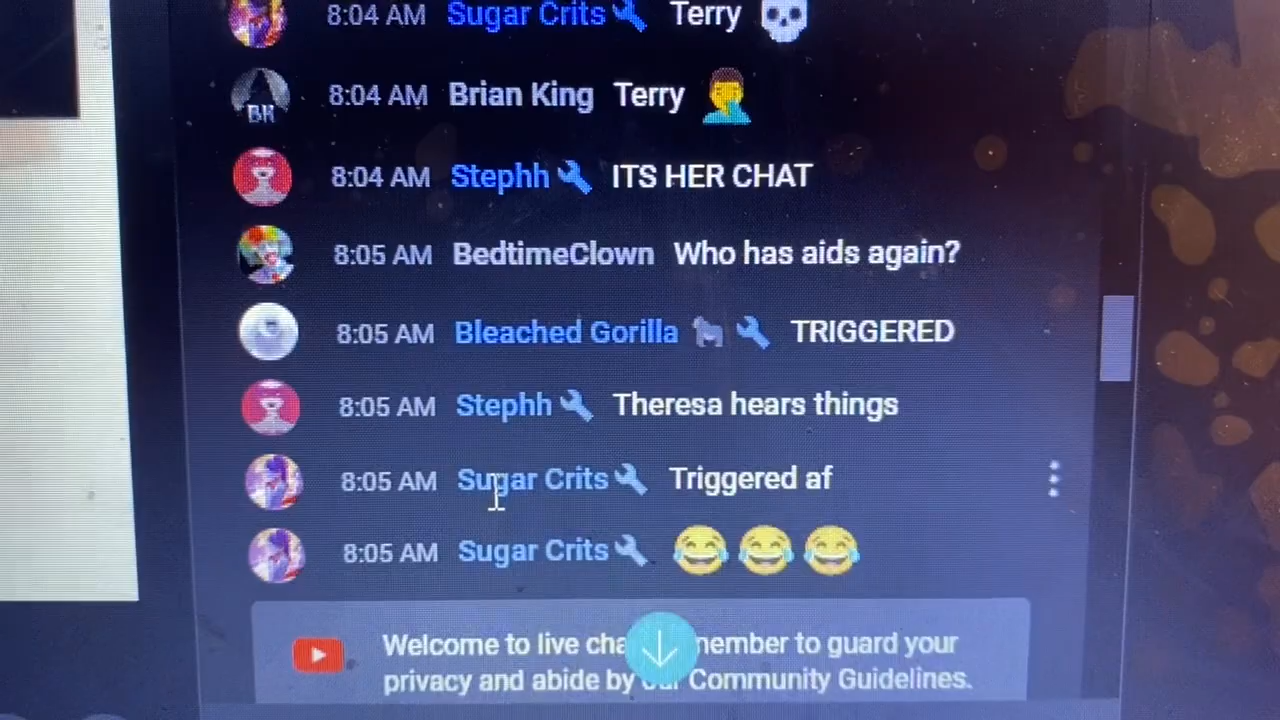 8:04 AM Sugar Crits Terry 💀
BK
8:04 AM Brian King Terry 🤦
8:04 AM Stephh ITS HER CHAT
8:05 AM BedtimeClown Who has aids again?
8:05 AM Bleached Gorilla 🦍 TRIGGERED
8:05 AM Stephh Theresa hears things
8:05 AM Sugar Crits Triggered af
8:05 AM Sugar Crits 😂 😂 😂
Welcome to live cha member to guard your
privacy and abide by our Community Guidelines.